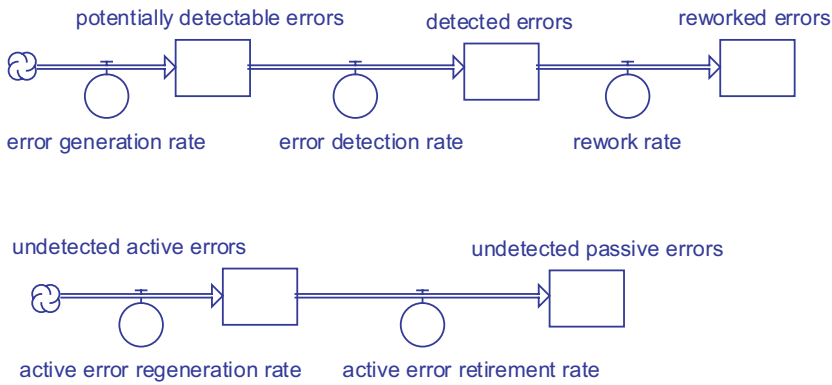 potentially detectable errors
detected errors
reworked errors
error generation rate
error detection rate
rework rate
undetected active errors
undetected passive errors
active error regeneration rate
active error retirement rate